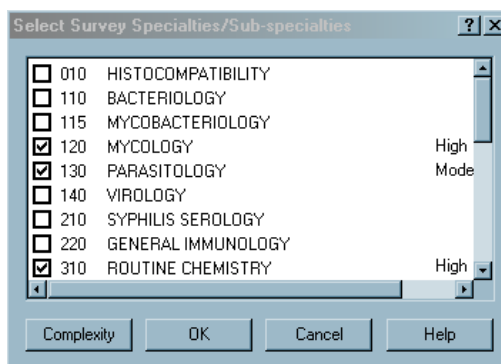 Select Survey Specialties/Sub-specialties
010 HISTOCOMPATIBILITY
110 BACTERIOLOGY
115 MYCOBACTERIOLOGY
120 MYCOLOGY High
130 PARASITOLOGY Mode
140 VIROLOGY
210 SYPHILIS SEROLOGY
220 GENERAL IMMUNOLOGY
310 ROUTINE CHEMISTRY High
Complexity OK Cancel Help